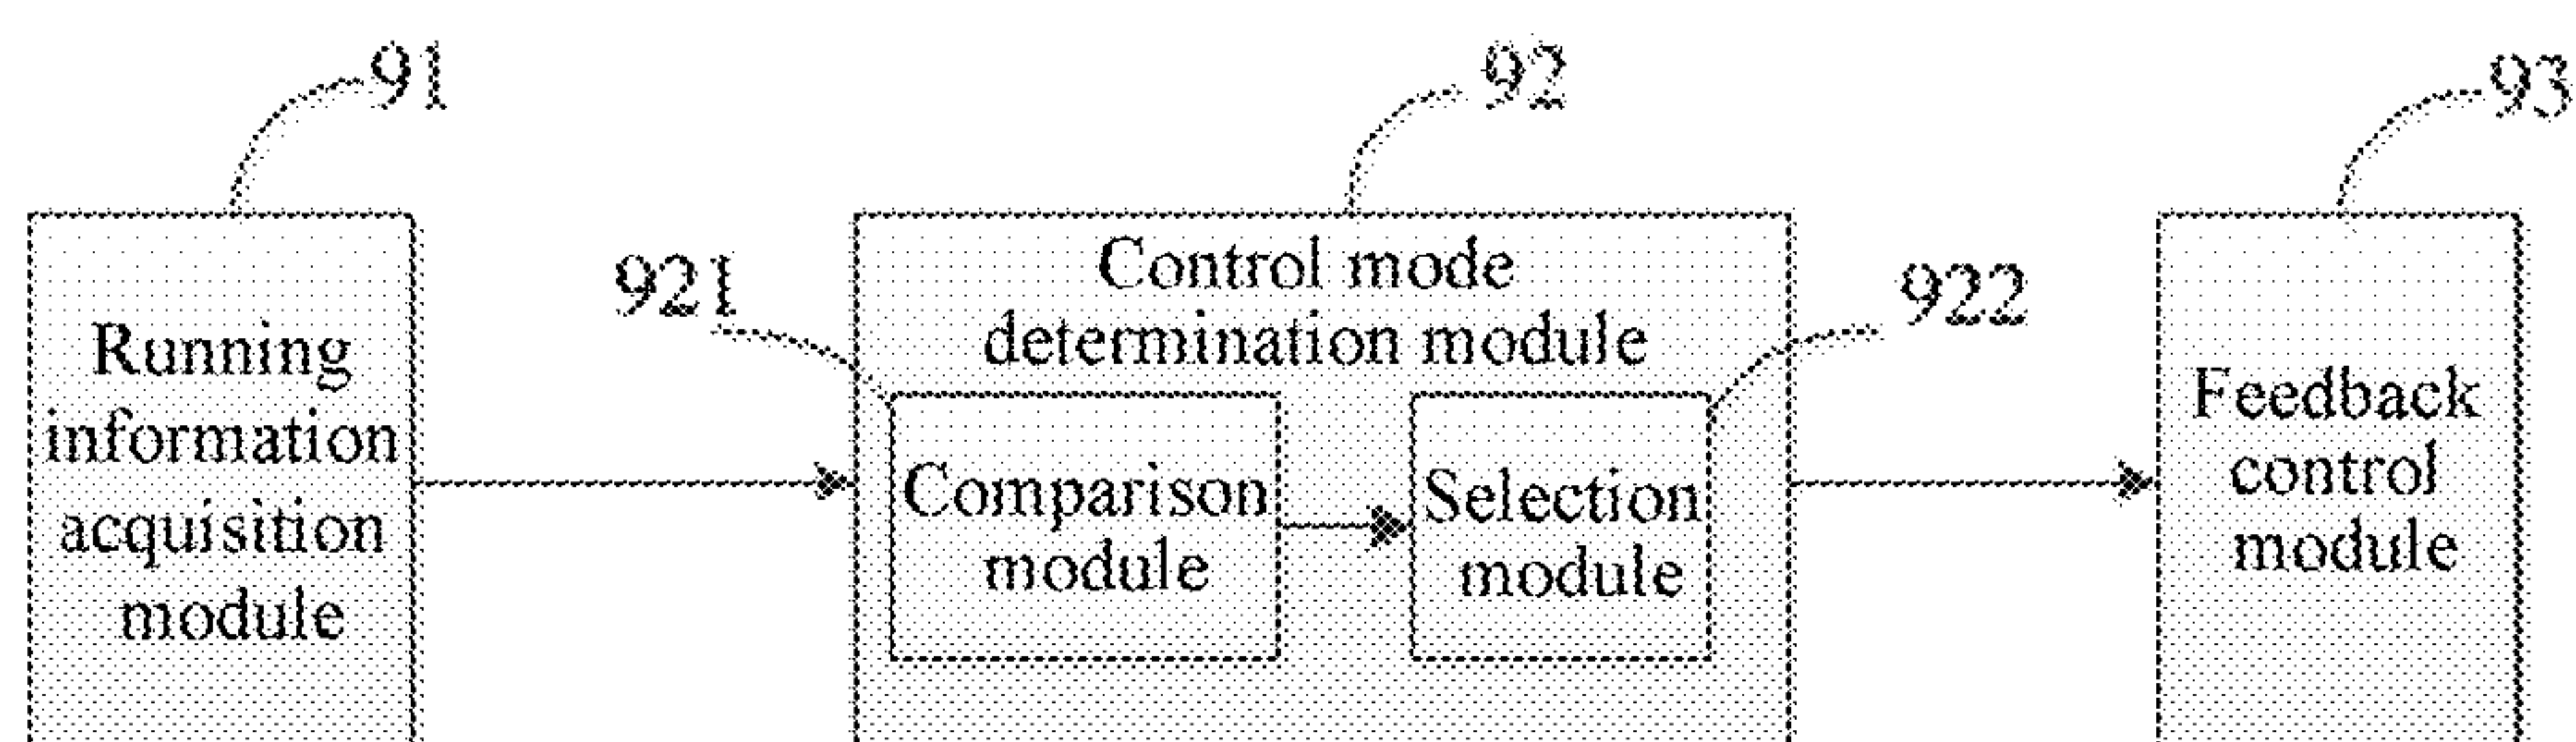 91
92
93
921
922
Running
information
acquisition
module
Control mode
determination module
Comparison
module
Selection
module
Feedback
control
module